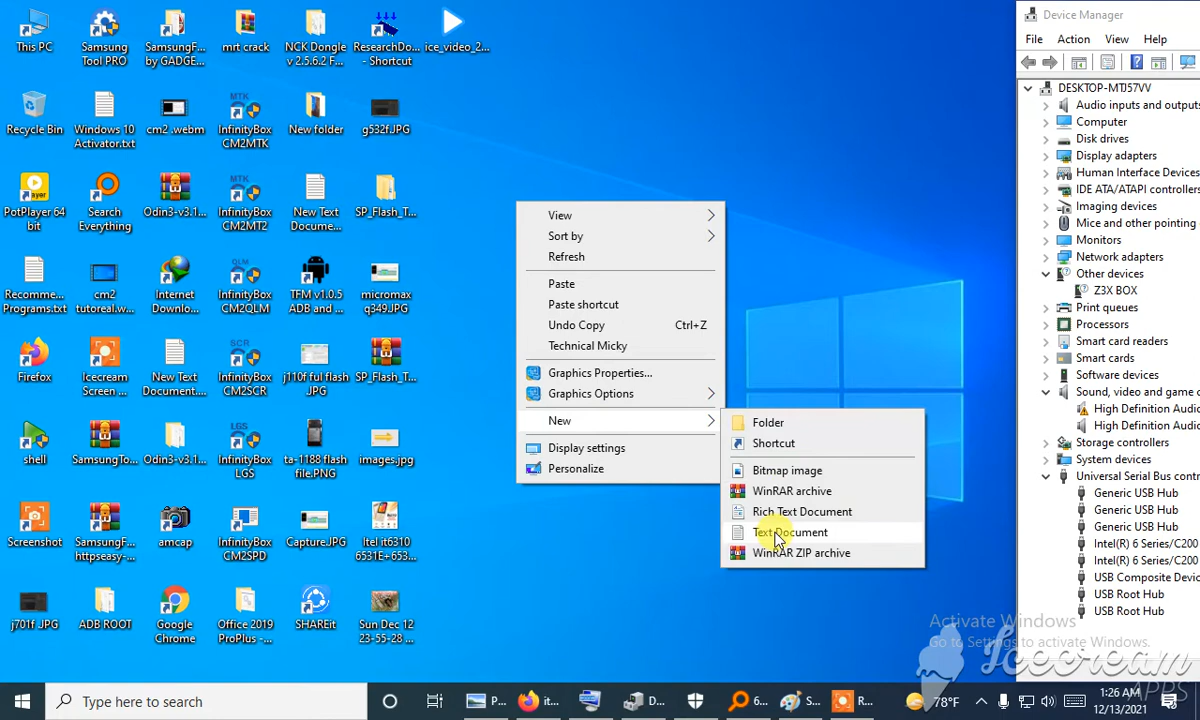 This PC
Samsung Tool PRO
SamsungF... by GADGE...
mrt crack
NCK Dongle v 2.5.6.2 F...
ResearchDo... - Shortcut
ice_video_2...
Recycle Bin
Windows 10 Activator.txt
cm2 .webm
InfinityBox CM2MTK
New folder
g532f.JPG
PotPlayer 64 bit
Search Everything
Odin3-v3.1...
InfinityBox CM2MT2
New Text Docume...
SP_Flash_T...
Recomme... Programs.txt
cm2 tutoreal.w...
Internet Downlo...
InfinityBox CM2QLM
TFM v1.0.5 ADB and ...
micromax q349.JPG
Firefox
Icecream Screen ...
New Text Document....
InfinityBox CM2SCR
j110f ful flash JPG
SP_Flash_T...
shell
SamsungTo...
Odin3-v3.1...
InfinityBox LGS
ta-1188 flash file.PNG
images.jpg
Screenshot
SamsungF... httpseasy-...
amcap
InfinityBox CM2SPD
Capture.JPG
Itel it6310 6531E+653...
j701f JPG
ADB ROOT
Google Chrome
Office 2019 ProPlus -...
SHAREit
Sun Dec 12 23-55-28 ...
View
Sort by
Refresh
Paste
Paste shortcut
Undo Copy Ctrl+Z
Technical Micky
Graphics Properties...
Graphics Options
New
Display settings
Personalize
Folder
Shortcut
Bitmap image
WinRAR archive
Rich Text Document
Text Document
WinRAR ZIP archive
Device Manager
File Action View Help
DESKTOP-MTJ57VV
Audio inputs and outputs
Computer
Disk drives
Display adapters
Human Interface Devices
IDE ATA/ATAPI controllers
Imaging devices
Mice and other pointing
Monitors
Network adapters
Other devices
Z3X BOX
Print queues
Processors
Smart card readers
Smart cards
Software devices
Sound, video and game c
High Definition Audio
High Definition Audio
Storage controllers
System devices
Universal Serial Bus contr
Generic USB Hub
Generic USB Hub
Generic USB Hub
Intel(R) 6 Series/C200
Intel(R) 6 Series/C200
USB Composite Device
USB Root Hub
USB Root Hub
Activate Windows
Go to Settings to activate Windows.
Icecream
APPS
Type here to search
P...
it...
D...
6...
S...
R...
78°F
1:26 AM
12/13/2021